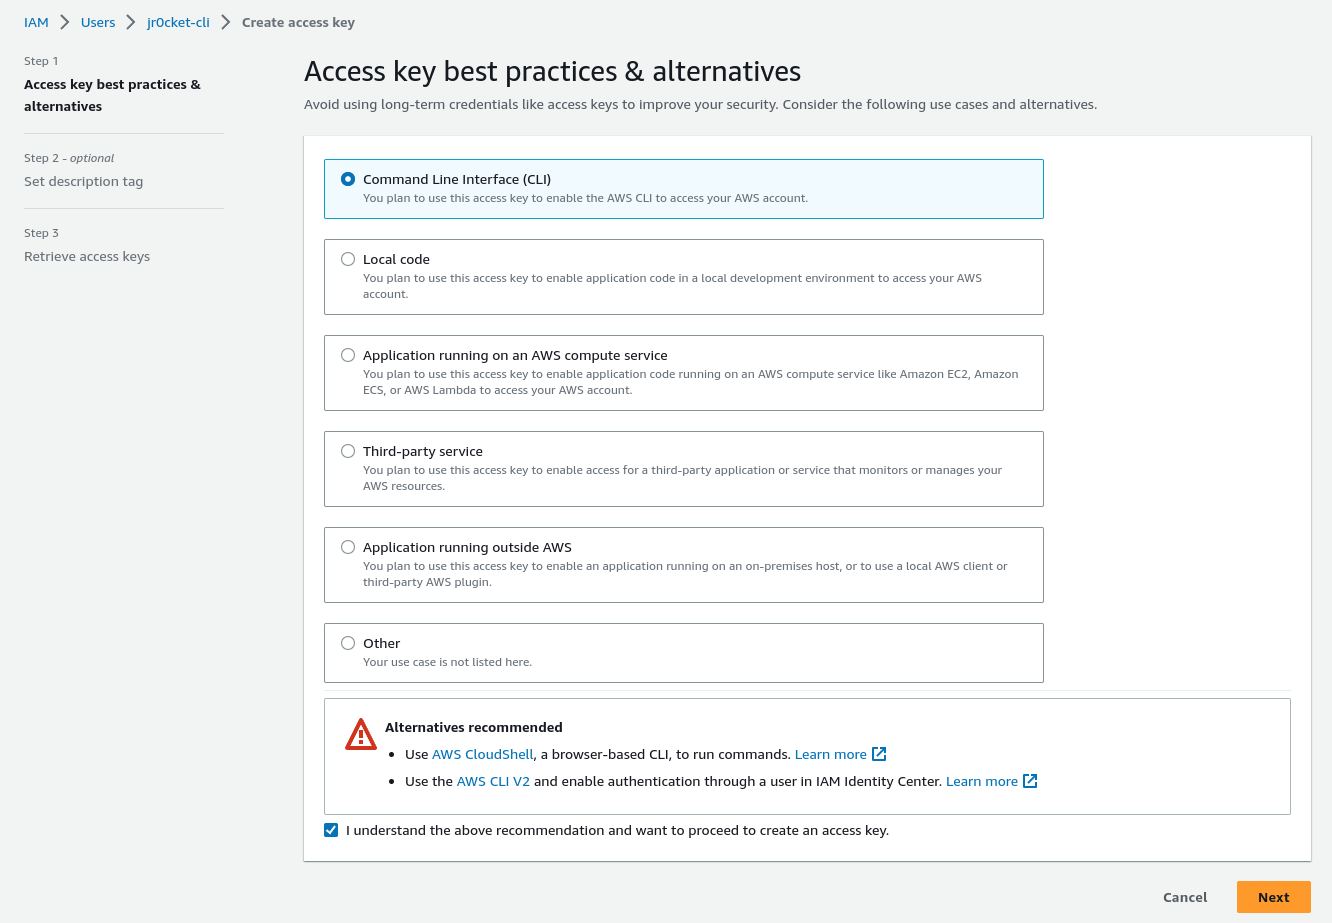 IAM > Users > jr0cket-cli > Create access key
Step 1
Access key best practices &
alternatives
Step 2 - optional
Set description tag
Step 3
Retrieve access keys
Access key best practices & alternatives
Avoid using long-term credentials like access keys to improve your security. Consider the following use cases and alternatives.
Command Line Interface (CLI)
You plan to use this access key to enable the AWS CLI to access your AWS account.
Local code
You plan to use this access key to enable application code in a local development environment to access your AWS
account.
Application running on an AWS compute service
You plan to use this access key to enable application code running on an AWS compute service like Amazon EC2, Amazon
ECS, or AWS Lambda to access your AWS account.
Third-party service
You plan to use this access key to enable access for a third-party application or service that monitors or manages your
AWS resources.
Application running outside AWS
You plan to use this access key to enable an application running on an on-premises host, or to use a local AWS client or
third-party AWS plugin.
Other
Your use case is not listed here.
Alternatives recommended
• Use AWS CloudShell, a browser-based CLI, to run commands. Learn more
• Use the AWS CLI V2 and enable authentication through a user in IAM Identity Center. Learn more
I understand the above recommendation and want to proceed to create an access key.
Cancel Next